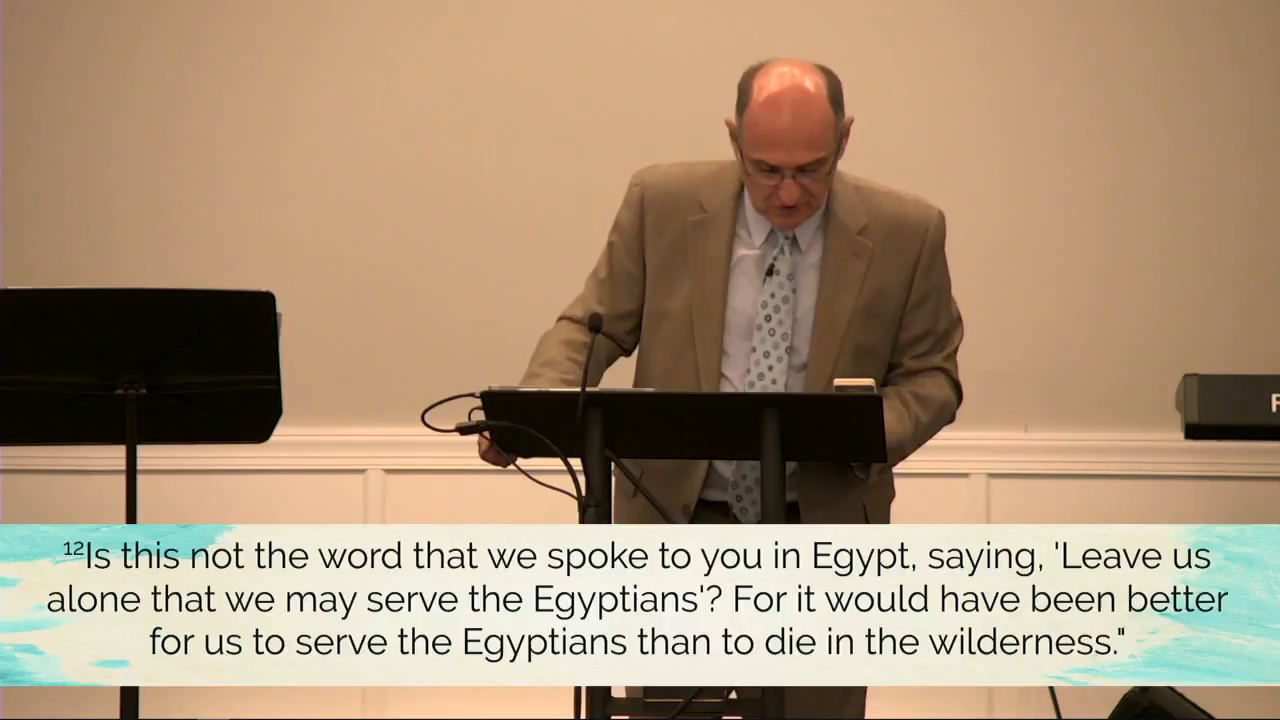 ¹²Is this not the word that we spoke to you in Egypt, saying, 'Leave us
alone that we may serve the Egyptians'? For it would have been better
for us to serve the Egyptians than to die in the wilderness."